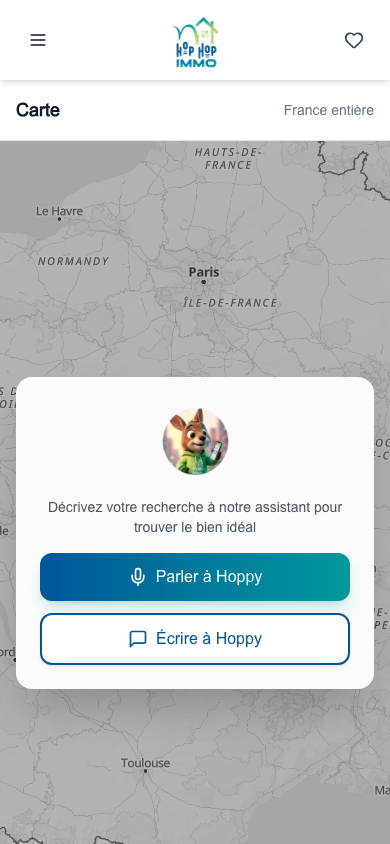 HOP HOP
IMMO
Carte
France entière
HAUTS-DE-
FRANCE
Le Havre
NORMANDY
Paris
ÎLE-DE-FRANCE
Décrivez votre recherche à notre assistant pour
trouver le bien idéal
Parler à Hoppy
Écrire à Hoppy
Toulouse